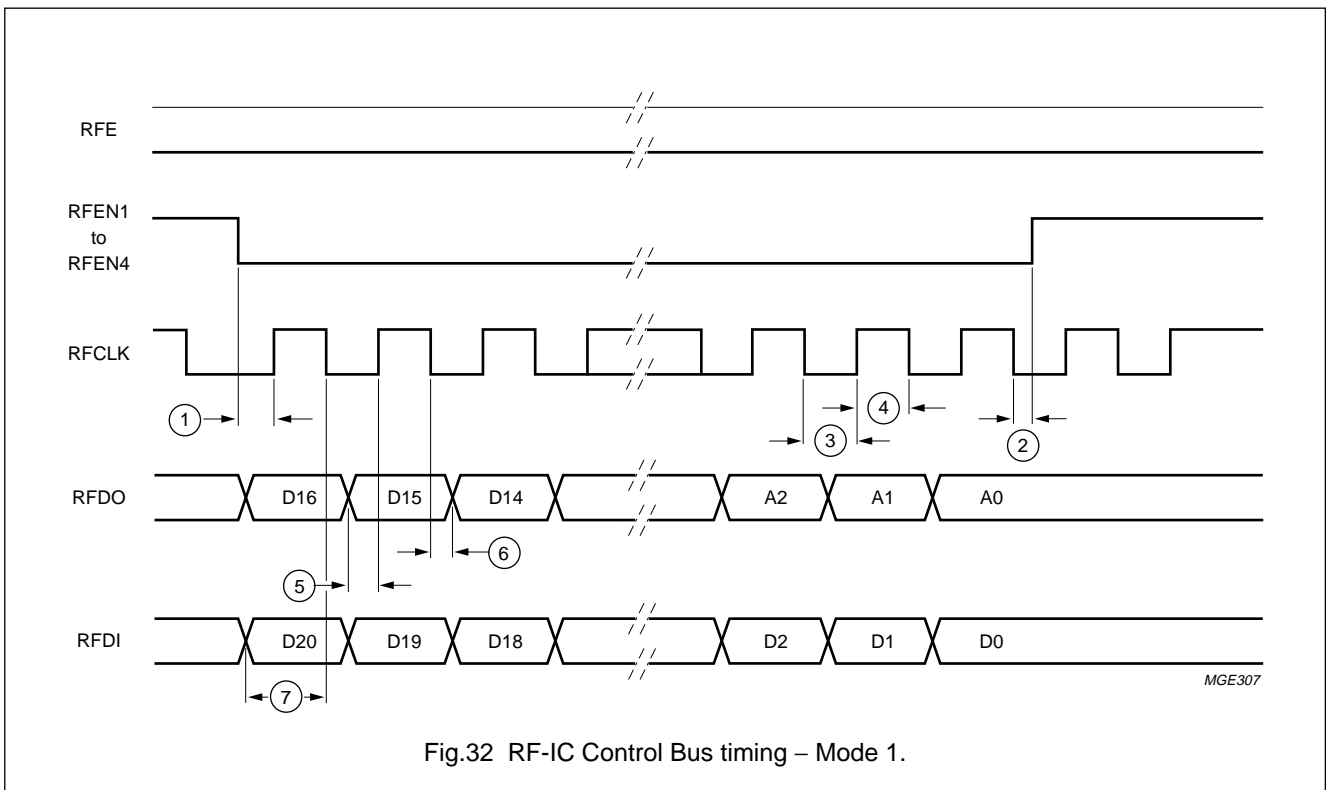 RFE
RFEN1
to
RFEN4
RFCLK
1
3
4
2
RFDO
D16
D15
D14
A2
A1
A0
6
5
RFDI
D20
D19
D18
D2
D1
D0
7
MGE307
Fig.32 RF-IC Control Bus timing − Mode 1.